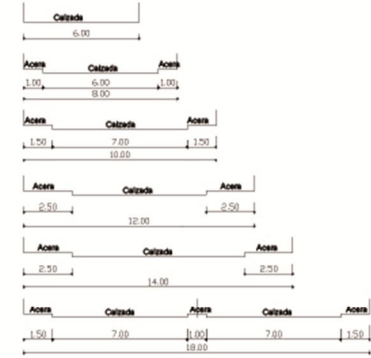 Calzada
6.00
Acera Calzada Acera
1.00 6.00 1.00
8.00
Acera Calzada Acera
1.50 7.00 1.50
10.00
Acera Calzada Acera
2.50 2.50
12.00
Acera Calzada Acera
2.50 2.50
14.00
Acera Calzada Acera Calzada Acera
1.50 7.00 1.00 7.00 1.50
18.00